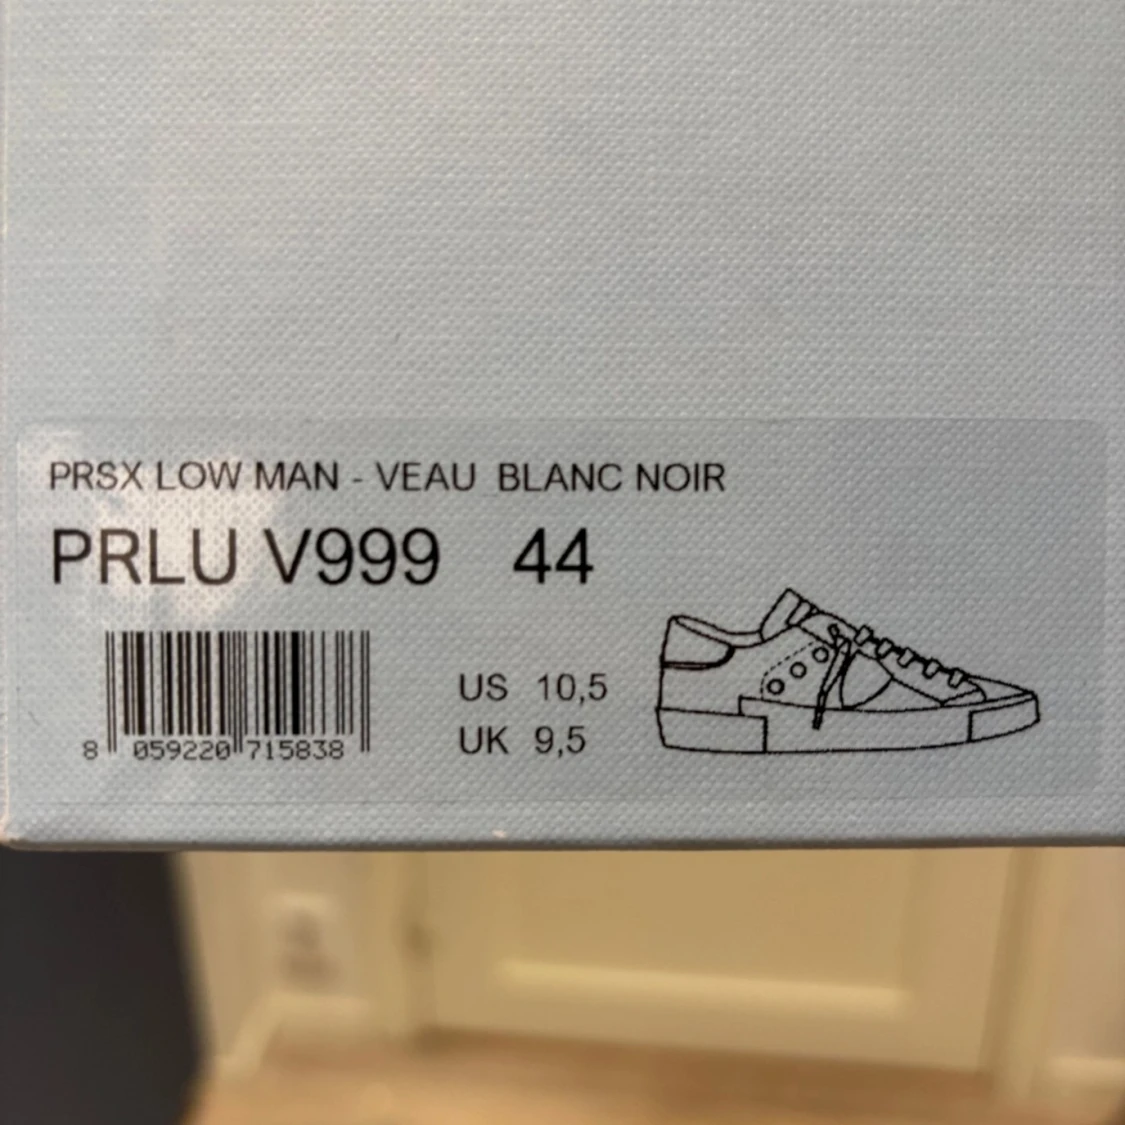 PRSX LOW MAN - VEAU BLANC NOIR
PRLU V999 44
US 10,5
UK 9,5
8 059220 715838